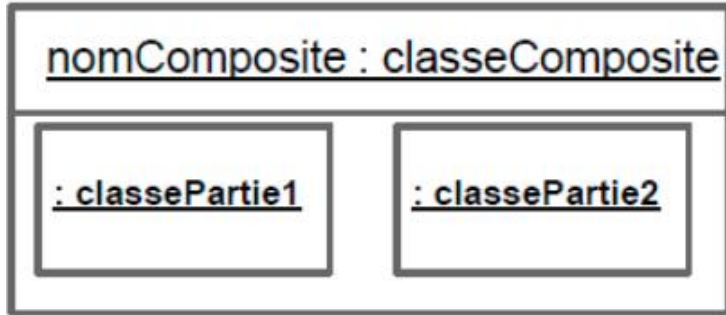 nomComposite : classeComposite
: classePartie1
: classePartie2